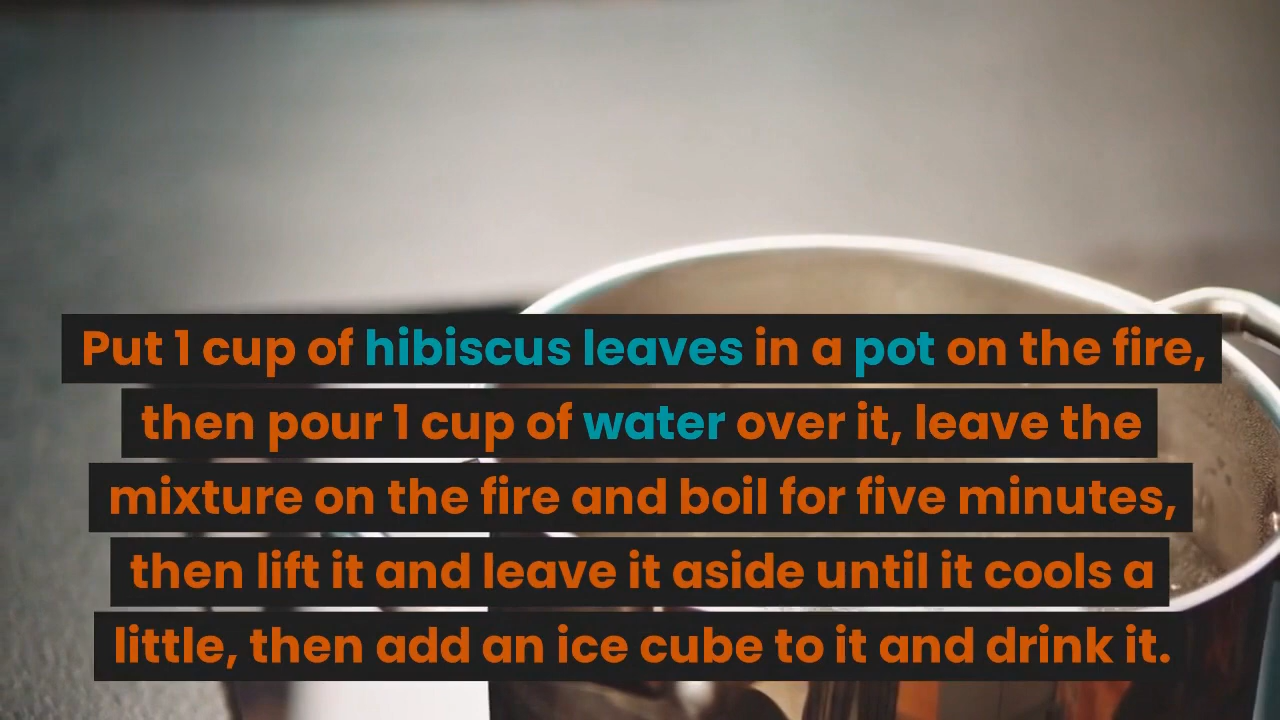 Put 1 cup of hibiscus leaves in a pot on the fire,
then pour 1 cup of water over it, leave the
mixture on the fire and boil for five minutes,
then lift it and leave it aside until it cools a
little, then add an ice cube to it and drink it.